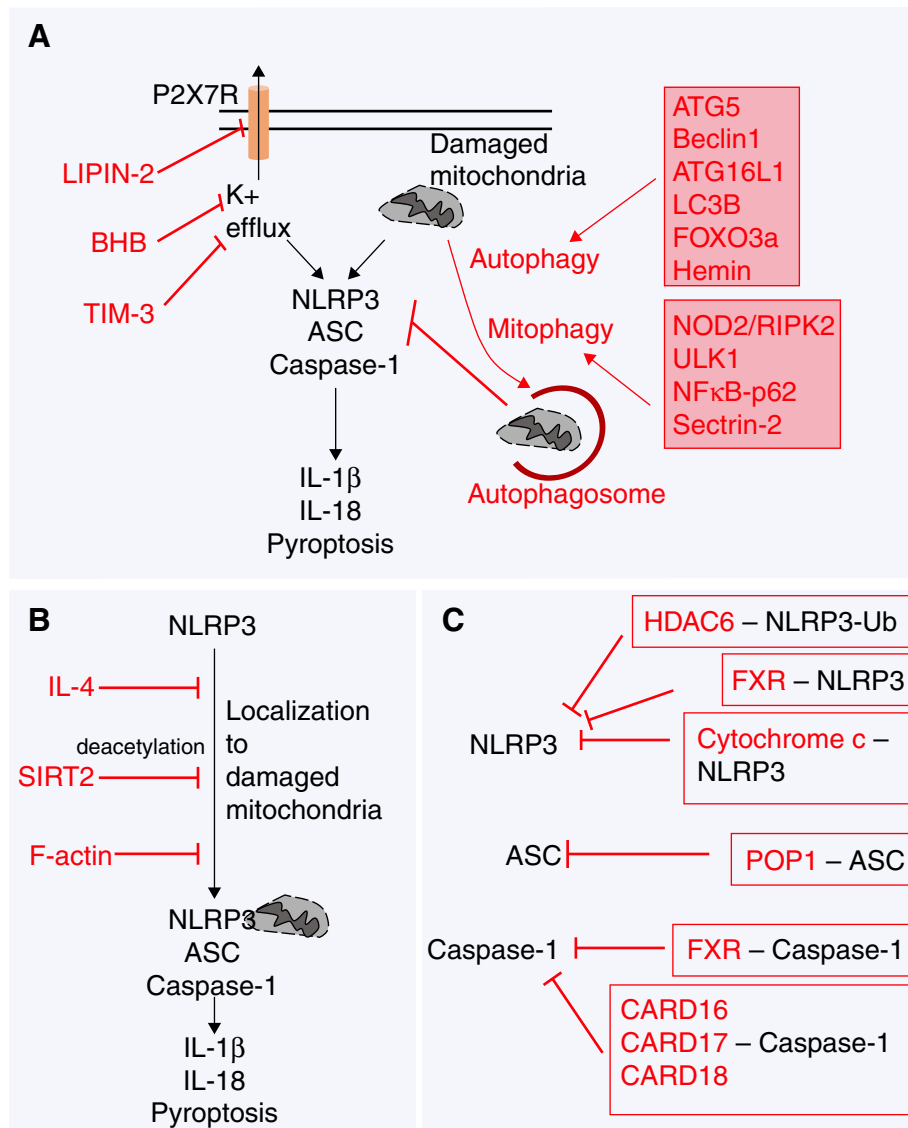 A
P2X7R
LIPIN-2
BHB
TIM-3
K+
efflux
Damaged
mitochondria
NLRP3
ASC
Caspase-1
IL-1β
IL-18
Pyroptosis
Autophagy
Mitophagy
Autophagosome
ATG5
Beclin1
ATG16L1
LC3B
FOXO3a
Hemin
NOD2/RIPK2
ULK1
NFκB-p62
Sectrin-2
B
NLRP3
IL-4
deacetylation
SIRT2
F-actin
Localization
to
damaged
mitochondria
NLRP3
ASC
Caspase-1
IL-1β
IL-18
Pyroptosis
C
HDAC6 – NLRP3-Ub
FXR – NLRP3
NLRP3
Cytochrome c –
NLRP3
ASC
POP1 – ASC
Caspase-1
FXR – Caspase-1
CARD16
CARD17 – Caspase-1
CARD18